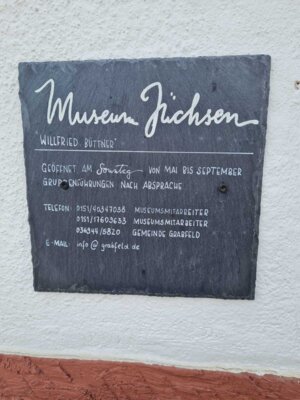 Museum Jüchsen
"WILLFRIED BÜTTNER"
GEÖFFNET AM Sonntag VON MAI BIS SEPTEMBER
GRUPPENFÜHRUNGEN NACH ABSPRACHE
TELEFON: 0151/40347038 MUSEUMSMITARBEITER
0151/17603633 MUSEUMSMITARBEITER
036944/5820 GEMEINDE GRABFELD
E-MAIL: info@grabfeld.de